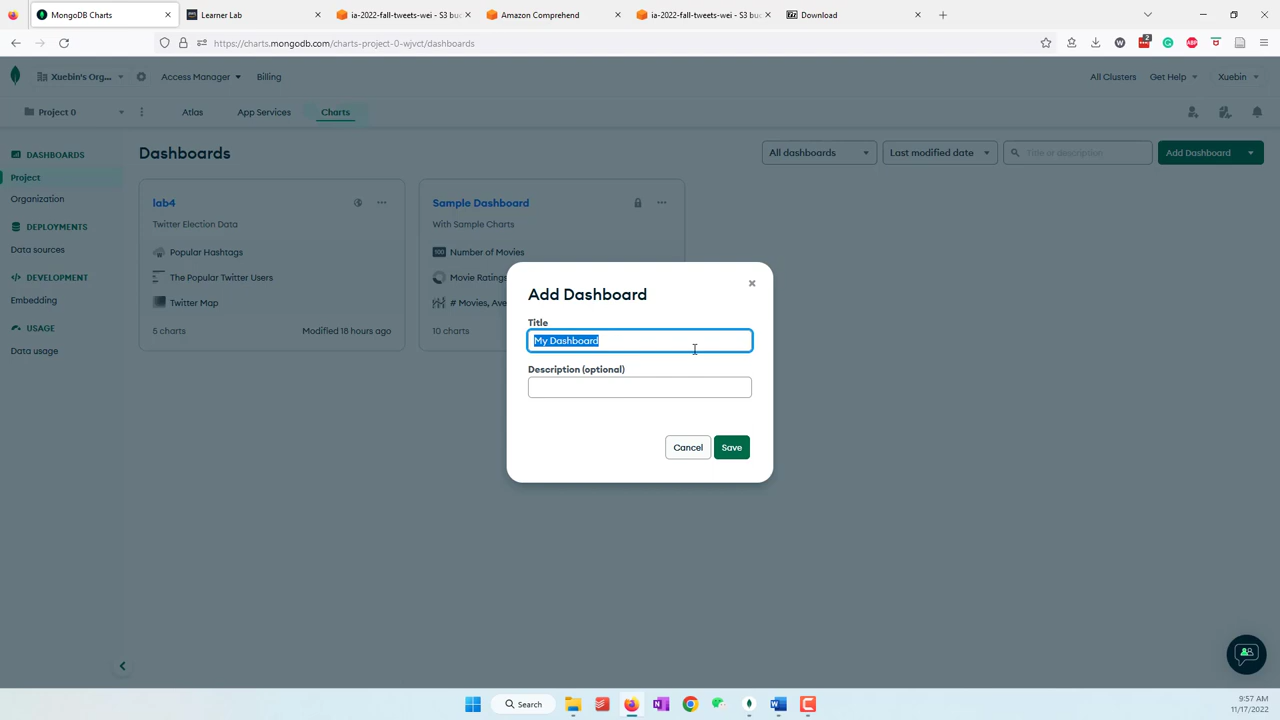 MongoDB Charts
Learner Lab
ia-2022-fall-tweets-wei - S3 buc
Amazon Comprehend
ia-2022-fall-tweets-wei - S3 buc
Download
https://charts.mongodb.com/charts-project-0-wjvct/dashboards
Xuebin's Org...
Access Manager
Billing
All Clusters
Get Help
Xuebin
Project 0
Atlas
App Services
Charts
DASHBOARDS
Project
Organization
DEPLOYMENTS
Data sources
DEVELOPMENT
Embedding
USAGE
Data usage
Dashboards
All dashboards
Last modified date
Title or description
Add Dashboard
lab4
Twitter Election Data
Popular Hashtags
The Popular Twitter Users
Twitter Map
5 charts
Modified 18 hours ago
Sample Dashboard
With Sample Charts
Number of Movies
Movie Ratings
# Movies, Ave
10 charts
Add Dashboard
Title
My Dashboard
Description (optional)
Cancel
Save
Search
9:57 AM
11/17/2022